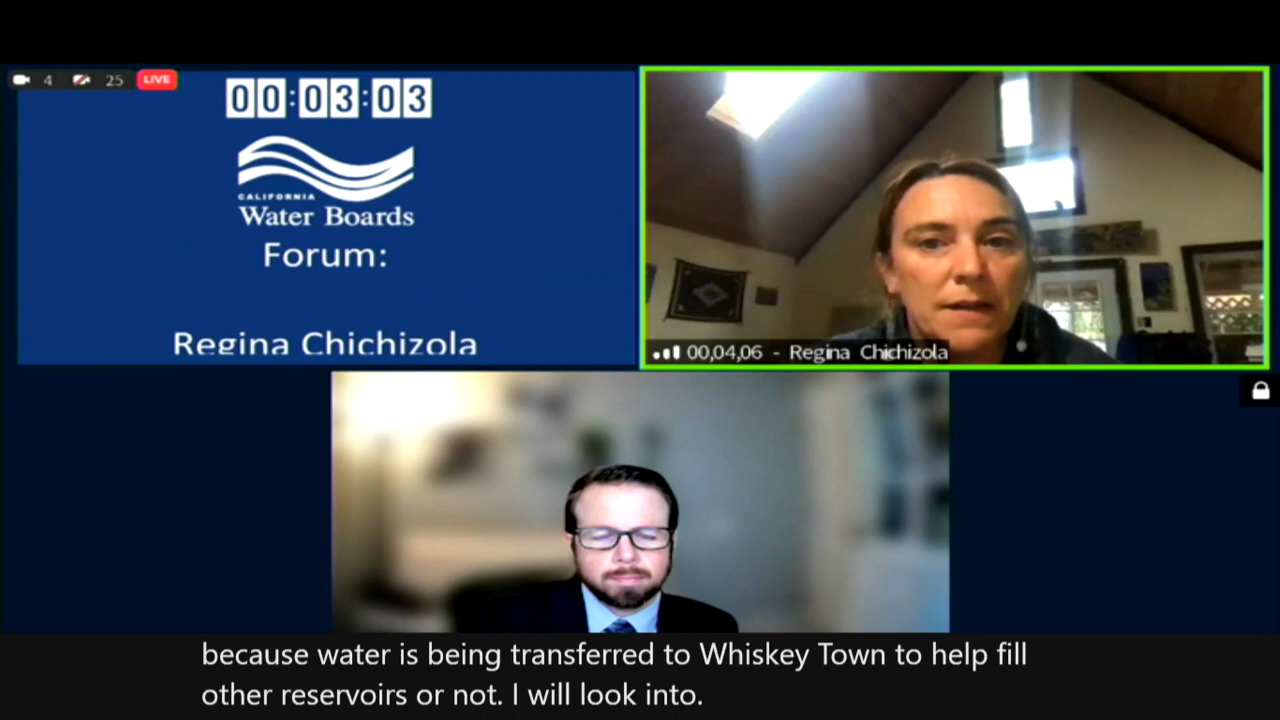 4 25 LIVE
00:03:03
CALIFORNIA
Water Boards
Forum:
Regina Chichizola
00,04,06 - Regina Chichizola
because water is being transferred to Whiskey Town to help fill
other reservoirs or not. I will look into.